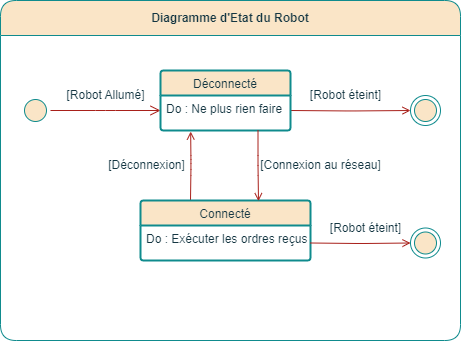 Diagramme d'Etat du Robot
Déconnecté
[Robot Allumé]
Do : Ne plus rien faire
[Robot éteint]
[Déconnexion]
[Connexion au réseau]
Connecté
Do : Exécuter les ordres reçus
[Robot éteint]